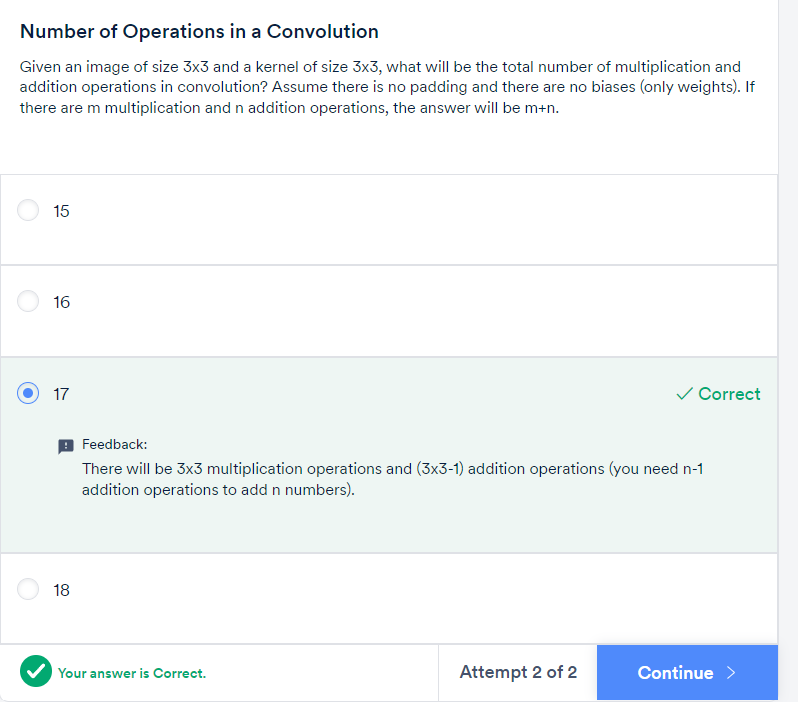 Number of Operations in a Convolution
Given an image of size 3x3 and a kernel of size 3x3, what will be the total number of multiplication and
addition operations in convolution? Assume there is no padding and there are no biases (only weights). If
there are m multiplication and n addition operations, the answer will be m+n.
15
16
17
Correct
Feedback:
There will be 3x3 multiplication operations and (3x3-1) addition operations (you need n-1
addition operations to add n numbers).
18
Your answer is Correct.
Attempt 2 of 2
Continue